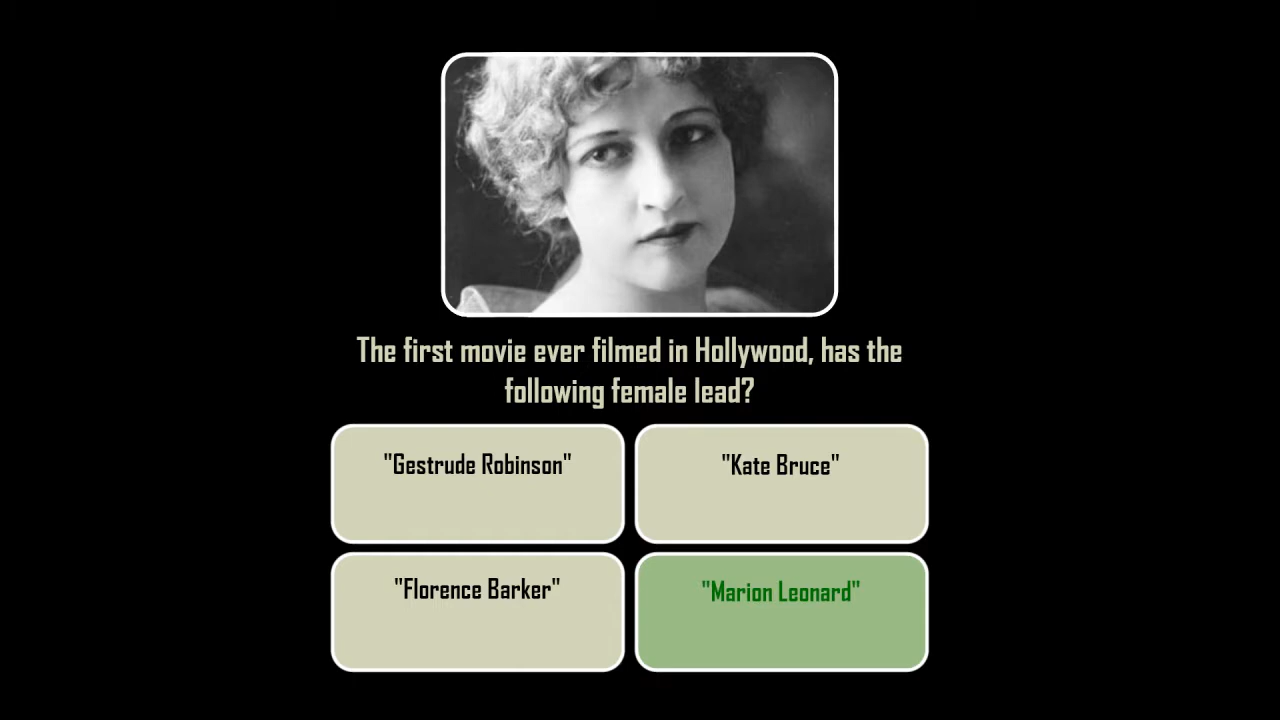 The first movie ever filmed in Hollywood, has the
following female lead?
"Gestrude Robinson"
"Kate Bruce"
"Florence Barker"
"Marion Leonard"